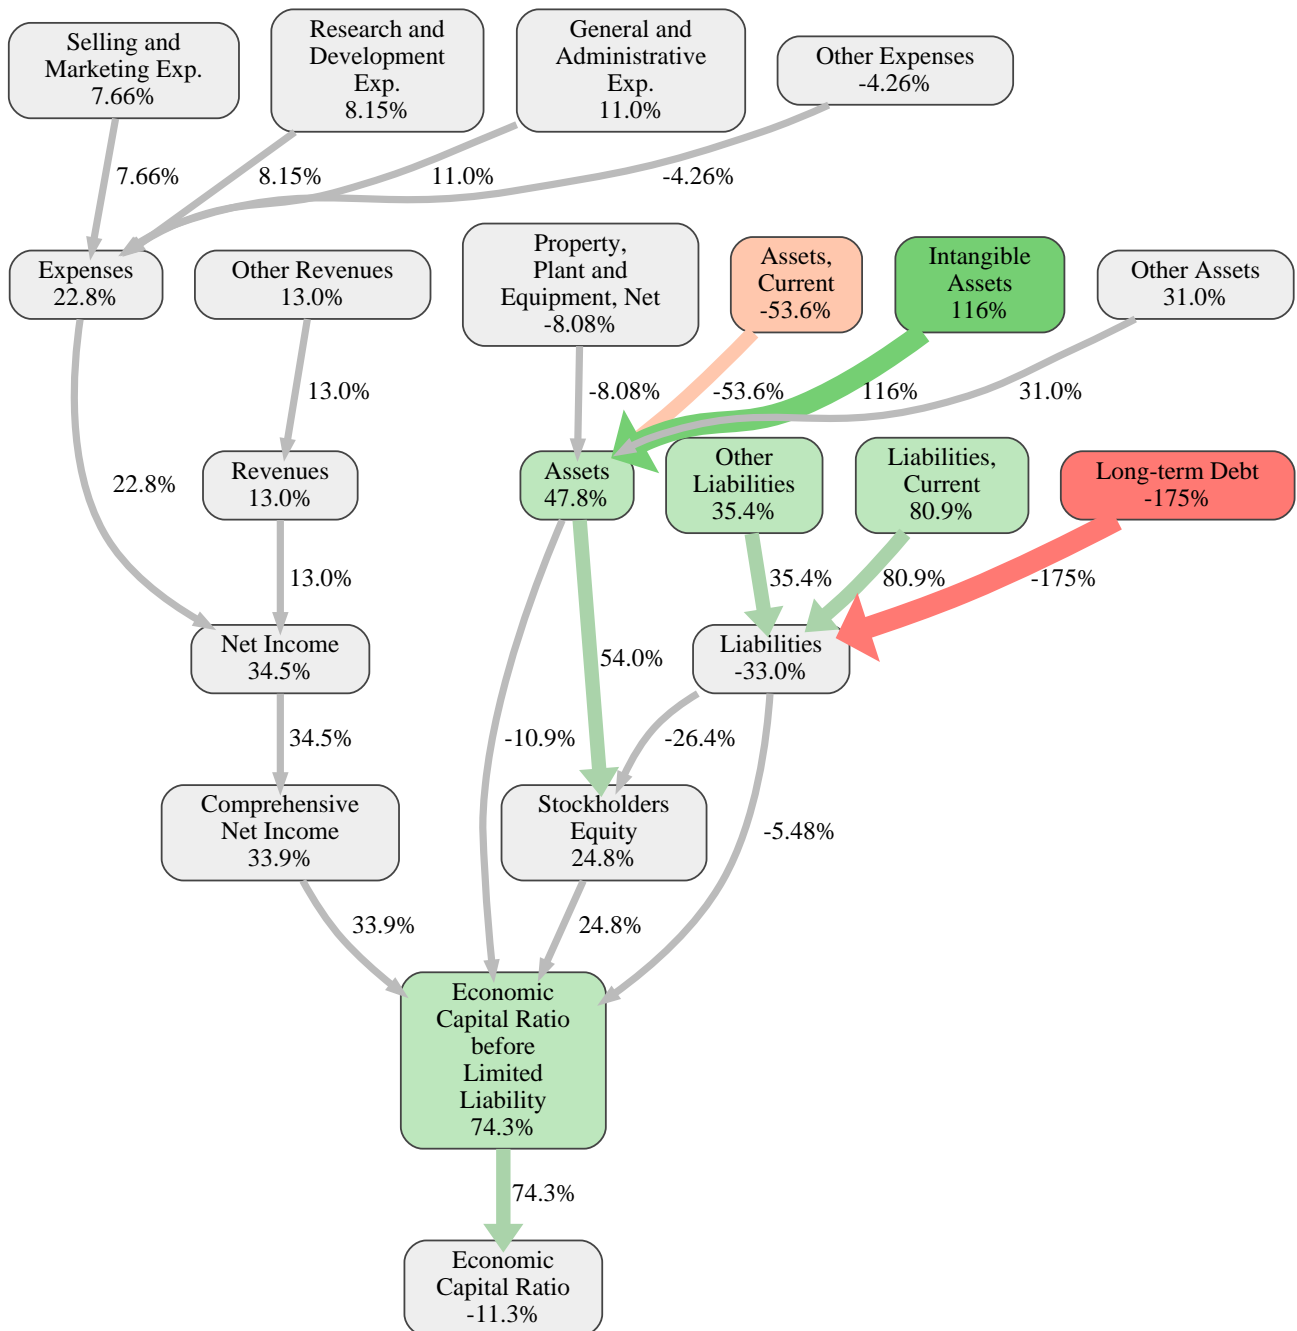 Selling and
Marketing Exp.
7.66%
Research and
Development
Exp.
8.15%
General and
Administrative
Exp.
11.0%
Other Expenses
-4.26%
7.66%
8.15%
11.0%
-4.26%
Expenses
22.8%
Other Revenues
13.0%
Property,
Plant and
Equipment, Net
-8.08%
Assets,
Current
-53.6%
Intangible
Assets
116%
Other Assets
31.0%
13.0%
-8.08%
-53.6%
116%
31.0%
22.8%
Revenues
13.0%
Assets
47.8%
Other
Liabilities
35.4%
Liabilities,
Current
80.9%
Long-term Debt
-175%
13.0%
35.4%
80.9%
-175%
Net Income
34.5%
54.0%
Liabilities
-33.0%
34.5%
-10.9%
-26.4%
Comprehensive
Net Income
33.9%
Stockholders
Equity
24.8%
-5.48%
33.9%
24.8%
Economic
Capital Ratio
before
Limited
Liability
74.3%
74.3%
Economic
Capital Ratio
-11.3%